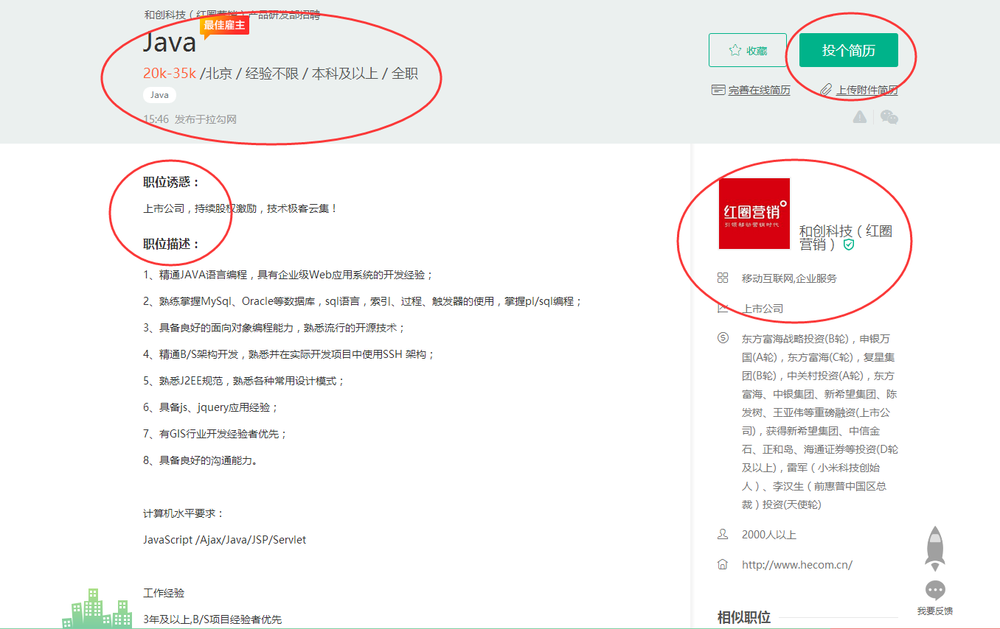 和创科技（红圈营销）产品研发部招聘
最佳雇主
Java
20k-35k /北京 / 经验不限 / 本科及以上 / 全职
Java
15:46 发布于拉勾网
收藏
投个简历
完善在线简历
上传附件简历
职位诱惑：
上市公司，持续股权激励，技术极客云集！
职位描述：
1、精通JAVA语言编程，具有企业级Web应用系统的开发经验；
2、熟练掌握MySql、Oracle等数据库，sql语言，索引、过程、触发器的使用，掌握pl/sql编程；
3、具备良好的面向对象编程能力，熟悉流行的开源技术；
4、精通B/S架构开发，熟悉并在实际开发项目中使用SSH 架构；
5、熟悉J2EE规范，熟悉各种常用设计模式；
6、具备js、jquery应用经验；
7、有GIS行业开发经验者优先；
8、具备良好的沟通能力。
计算机水平要求：
JavaScript /Ajax/Java/JSP/Servlet
工作经验
3年及以上,B/S项目经验者优先
红圈营销
引领移动营销时代
和创科技（红圈
营销）
移动互联网,企业服务
上市公司
东方富海战略投资(B轮)，申银万
国(A轮)，东方富海(C轮)，复星集
团(B轮)，中关村投资(A轮)，东方
富海、中银集团、新希望集团、陈
发树、王亚伟等重磅融资(上市公
司)，获得新希望集团、中信金
石、正和岛、海通证券等投资(D轮
及以上)，雷军（小米科技创始
人）、李汉生（前惠普中国区总
裁）投资(天使轮)
2000人以上
http://www.hecom.cn/
我要反馈
相似职位